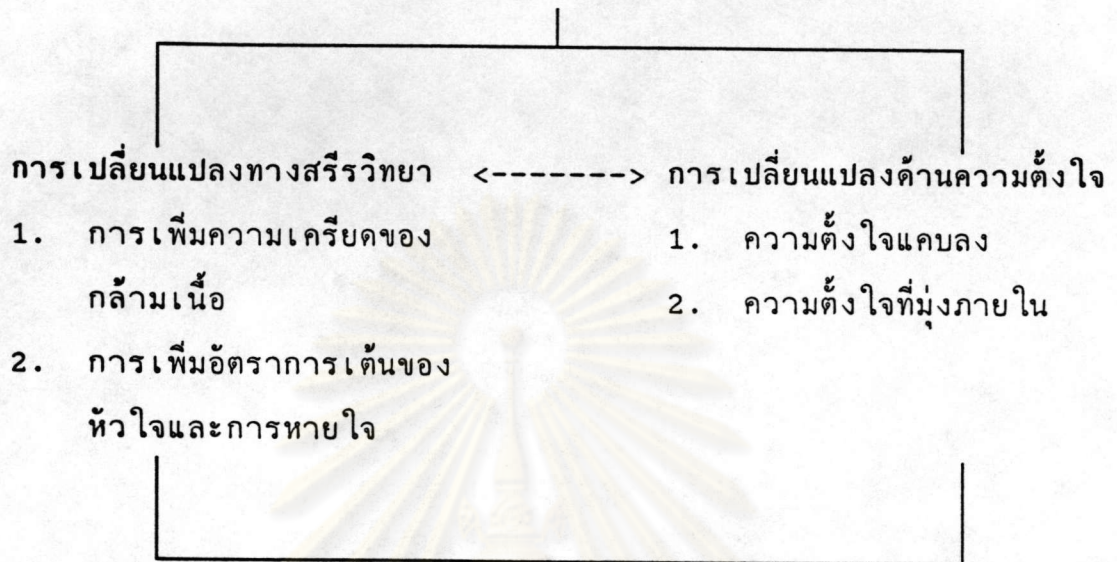 การเปลี่ยนแปลงทางสรีรวิทยา <-------> การเปลี่ยนแปลงด้านความตั้งใจ
1. การเพิ่มความเครียดของ
กล้ามเนื้อ
2. การเพิ่มอัตราการเต้นของ
หัวใจและการหายใจ
1. ความตั้งใจแคบลง
2. ความตั้งใจที่มุ่งภายใน